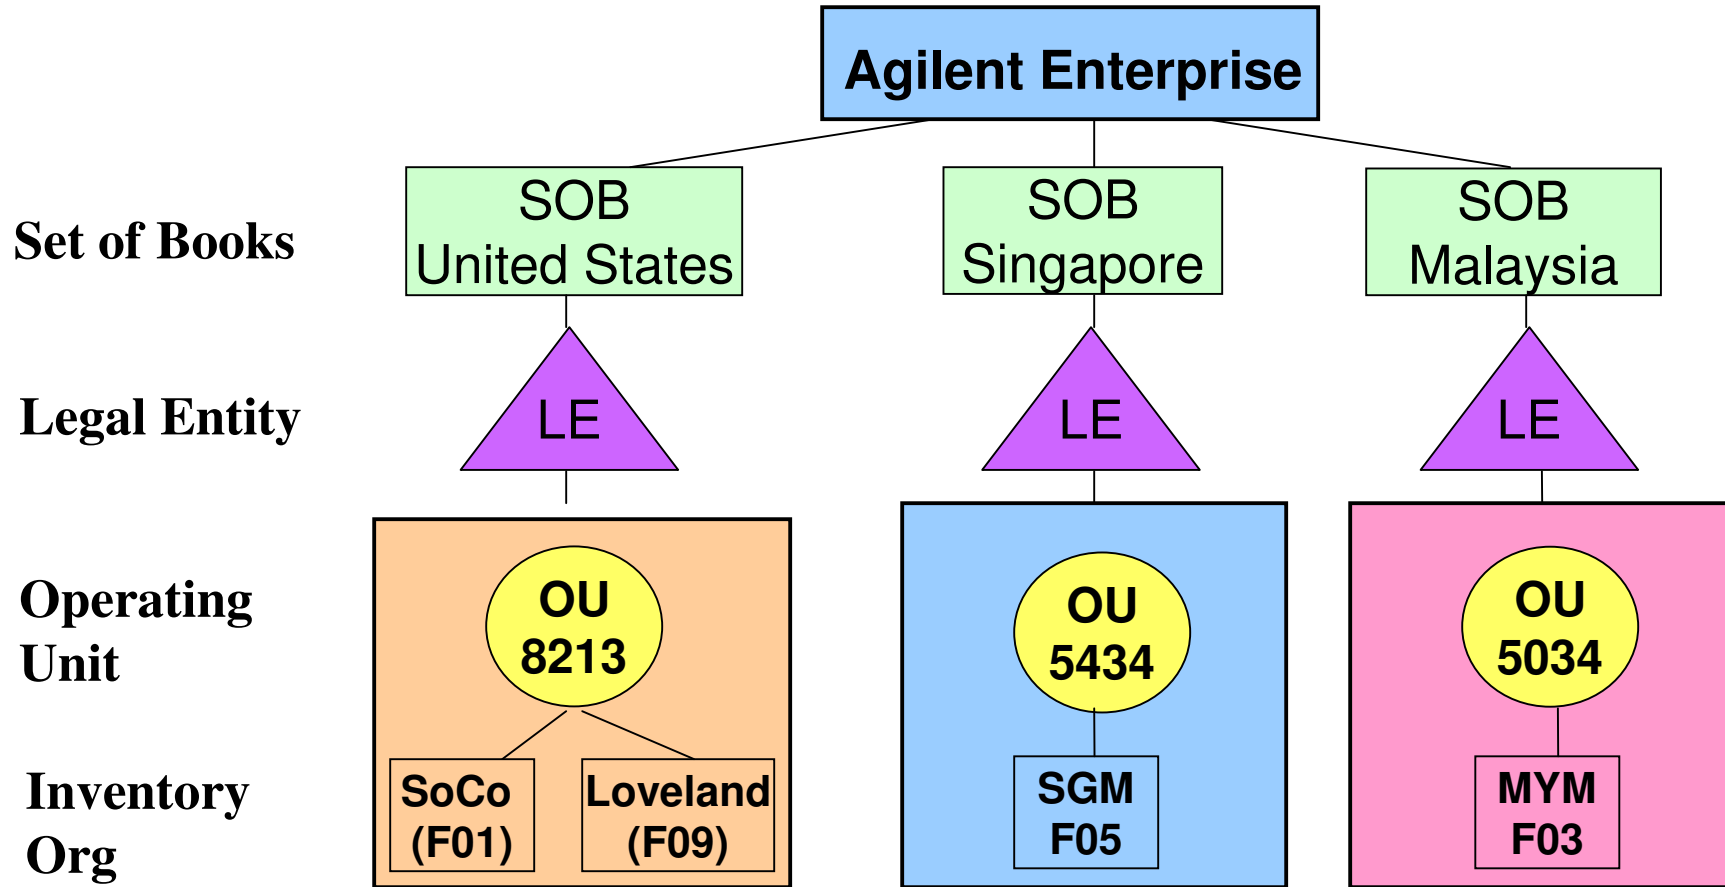 Agilent Enterprise
Set of Books
SOB
United States
SOB
Singapore
SOB
Malaysia
Legal Entity
LE
LE
LE
Operating
Unit
OU
8213
OU
5434
OU
5034
Inventory
Org
SoCo
(F01)
Loveland
(F09)
SGM
F05
MYM
F03